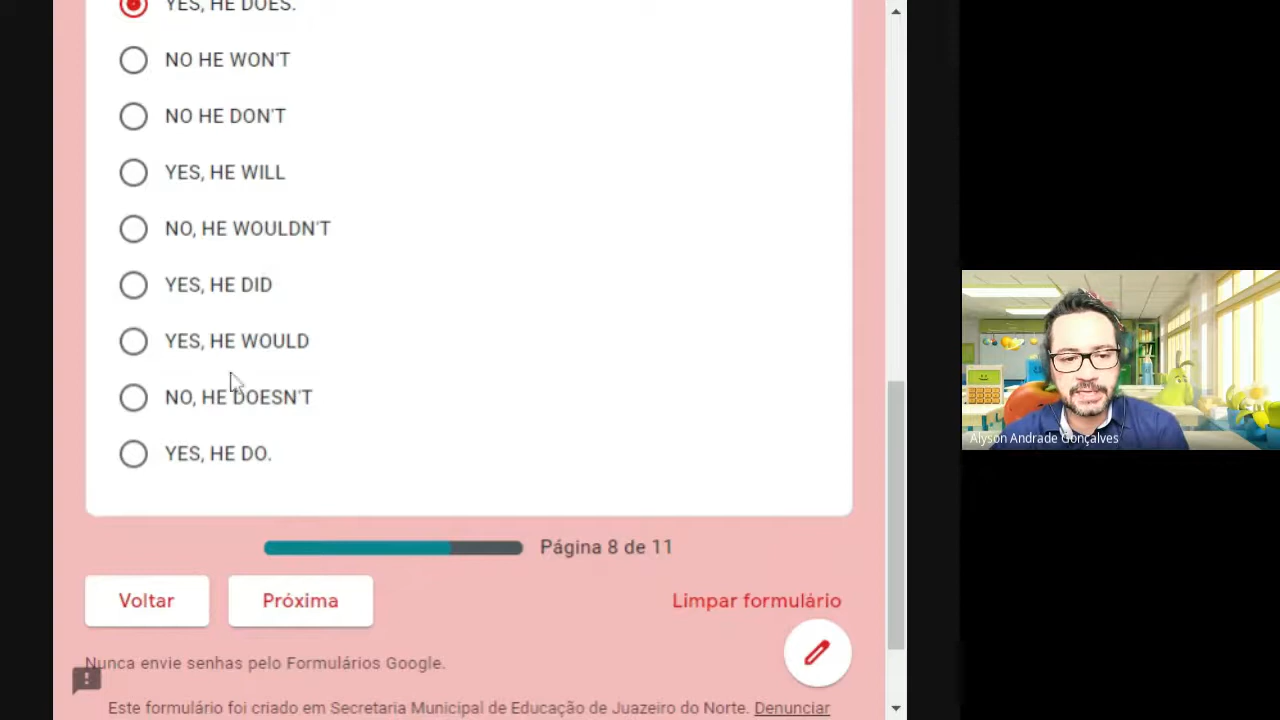 YES, HE DOES.
NO HE WON'T
NO HE DON'T
YES, HE WILL
NO, HE WOULDN'T
YES, HE DID
YES, HE WOULD
NO, HE DOESN'T
YES, HE DO.
Página 8 de 11
Voltar
Próxima
Limpar formulário
Nunca envie senhas pelo Formulários Google.
Este formulário foi criado em Secretaria Municipal de Educação de Juazeiro do Norte. Denunciar
Alyson Andrade Gonçalves